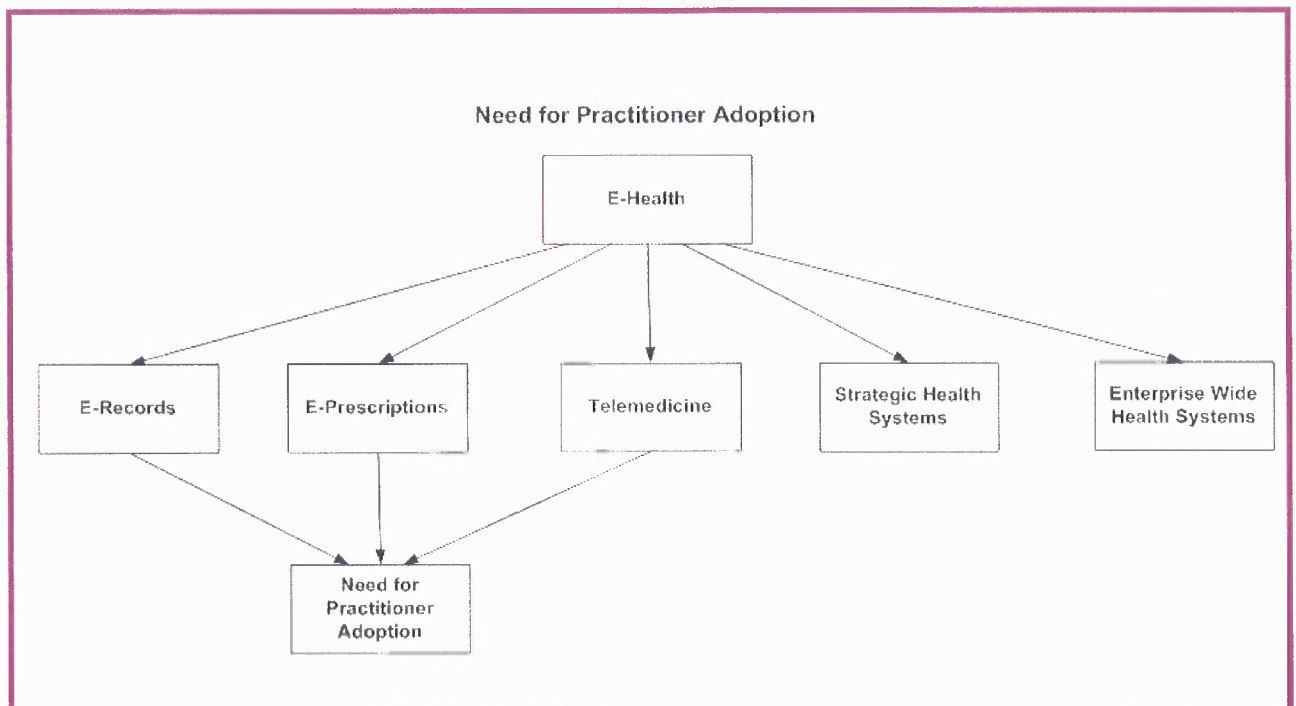 Need for Practitioner Adoption
E-Health
E-Records
E-Prescriptions
Telemedicine
Strategic Health
Systems
Enterprise Wide
Health Systems
Need for
Practitioner
Adoption